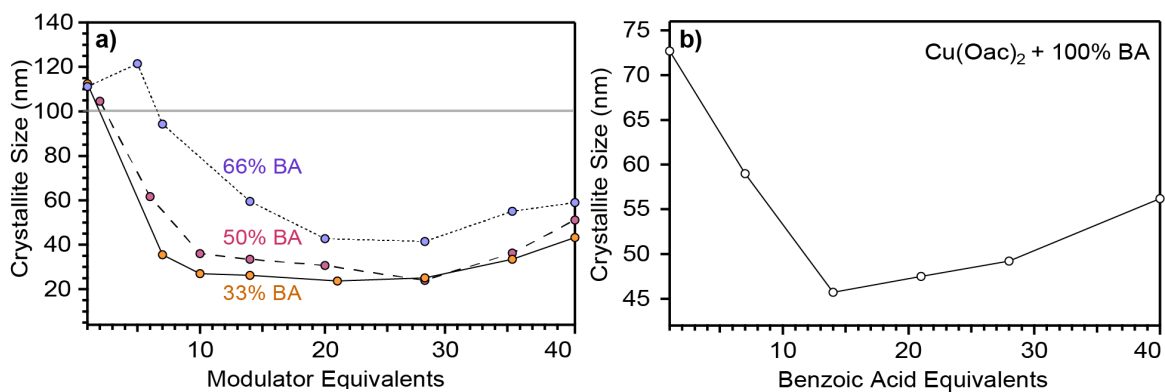 a)
140
120
100
80
60
40
20
Crystallite Size (nm)
66% BA
50% BA
33% BA
10
20
30
40
Modulator Equivalents
b)
Cu(Oac)₂ + 100% BA
75
70
65
60
55
50
45
Crystallite Size (nm)
10
20
30
40
Benzoic Acid Equivalents